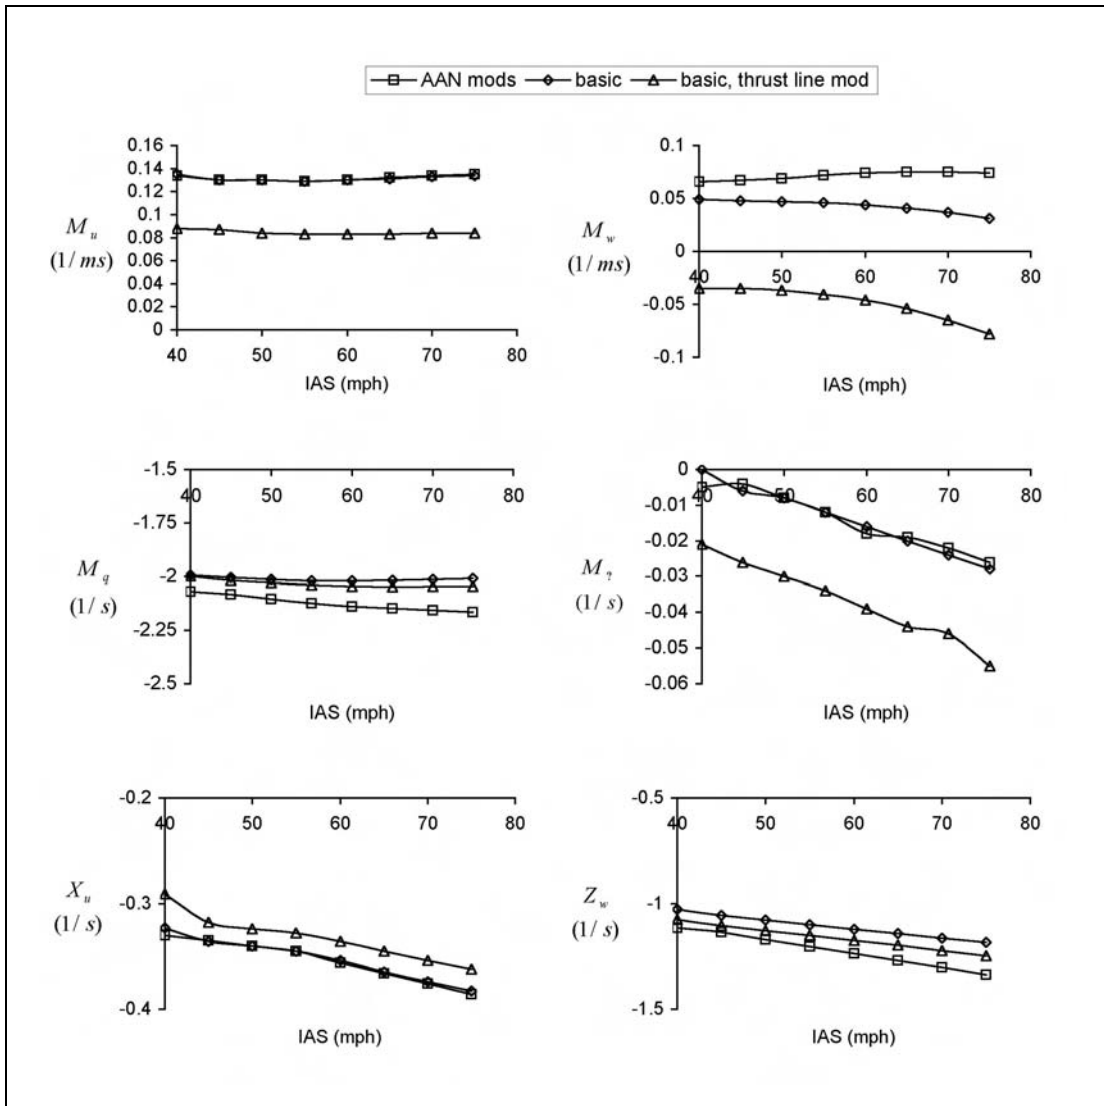 AAN mods basic basic, thrust line mod
0.16
0.14
0.12
0.1
0.08
0.06
0.04
0.02
0
M u
(1/ ms)
40 50 60 70 80
IAS (mph)
0.1
0.05
0
-0.05
-0.1
M w
(1/ ms)
40 50 60 70 80
IAS (mph)
-1.5
-1.75
-2
-2.25
-2.5
M q
(1/ s)
40 50 60 70 80
IAS (mph)
0
-0.01
-0.02
-0.03
-0.04
-0.05
-0.06
M ?
(1/ s)
40 50 60 70 80
IAS (mph)
-0.2
-0.3
-0.4
X u
(1/ s)
40 50 60 70 80
IAS (mph)
-0.5
-1
-1.5
Z w
(1/ s)
40 50 60 70 80
IAS (mph)